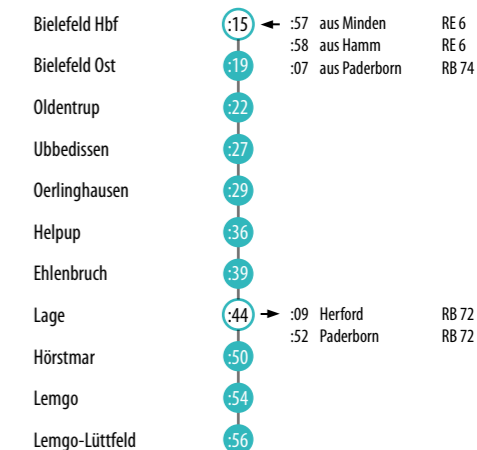 Bielefeld Hbf :15 :57 aus Minden RE 6
:58 aus Hamm RE 6
Bielefeld Ost :19 :07 aus Paderborn RB 74
Oldentrup :22
Ubbedissen :27
Oerlinghausen :29
Helpup :36
Ehlenbruch :39
Lage :44 :09 Herford RB 72
:52 Paderborn RB 72
Hörstmar :50
Lemgo :54
Lemgo-Lüttfeld :56